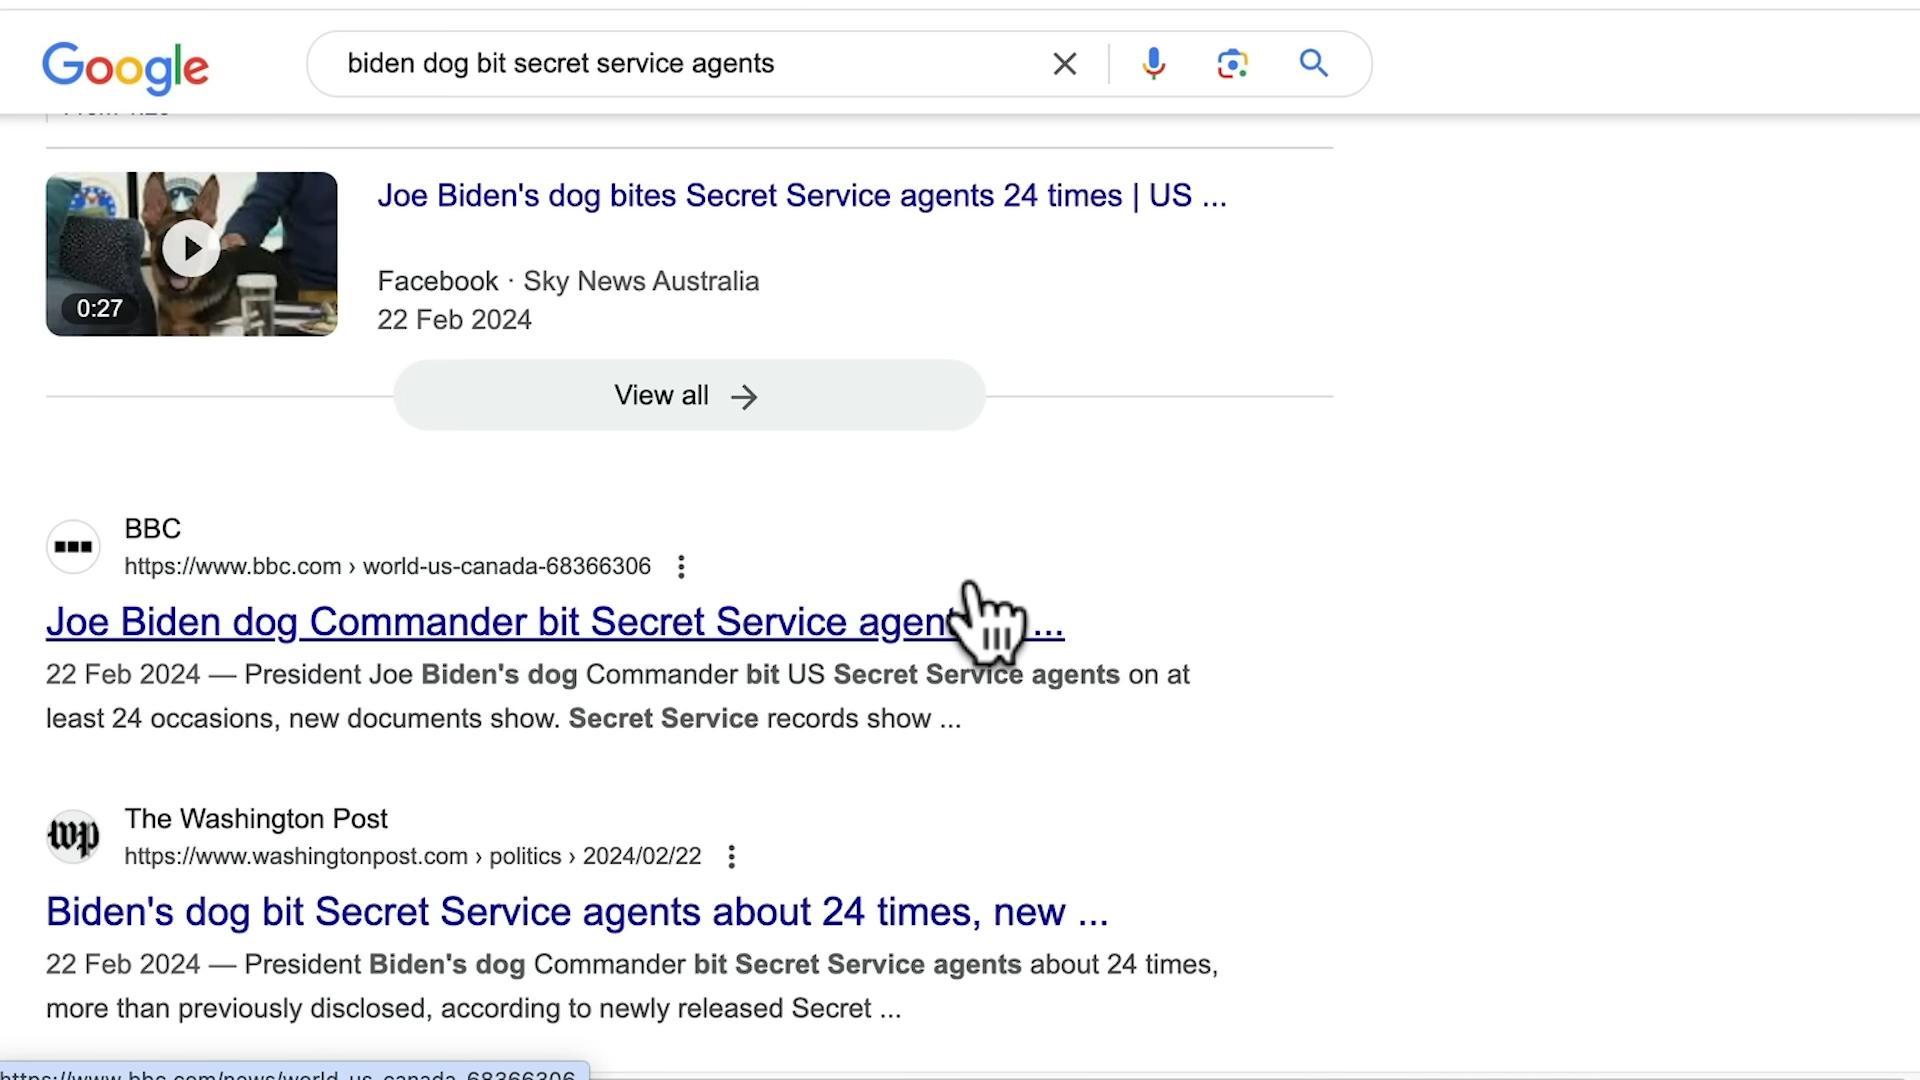 Google
biden dog bit secret service agents
Joe Biden's dog bites Secret Service agents 24 times | US ...
Facebook · Sky News Australia
22 Feb 2024
0:27
View all
BBC
https://www.bbc.com › world-us-canada-68366306
Joe Biden dog Commander bit Secret Service agent ...
22 Feb 2024 — President Joe Biden's dog Commander bit US Secret Service agents on at
least 24 occasions, new documents show. Secret Service records show ...
wp
The Washington Post
https://www.washingtonpost.com › politics › 2024/02/22
Biden's dog bit Secret Service agents about 24 times, new ...
22 Feb 2024 — President Biden's dog Commander bit Secret Service agents about 24 times,
more than previously disclosed, according to newly released Secret ...
https://www.bbc.com/news/world-us-canada-68366306